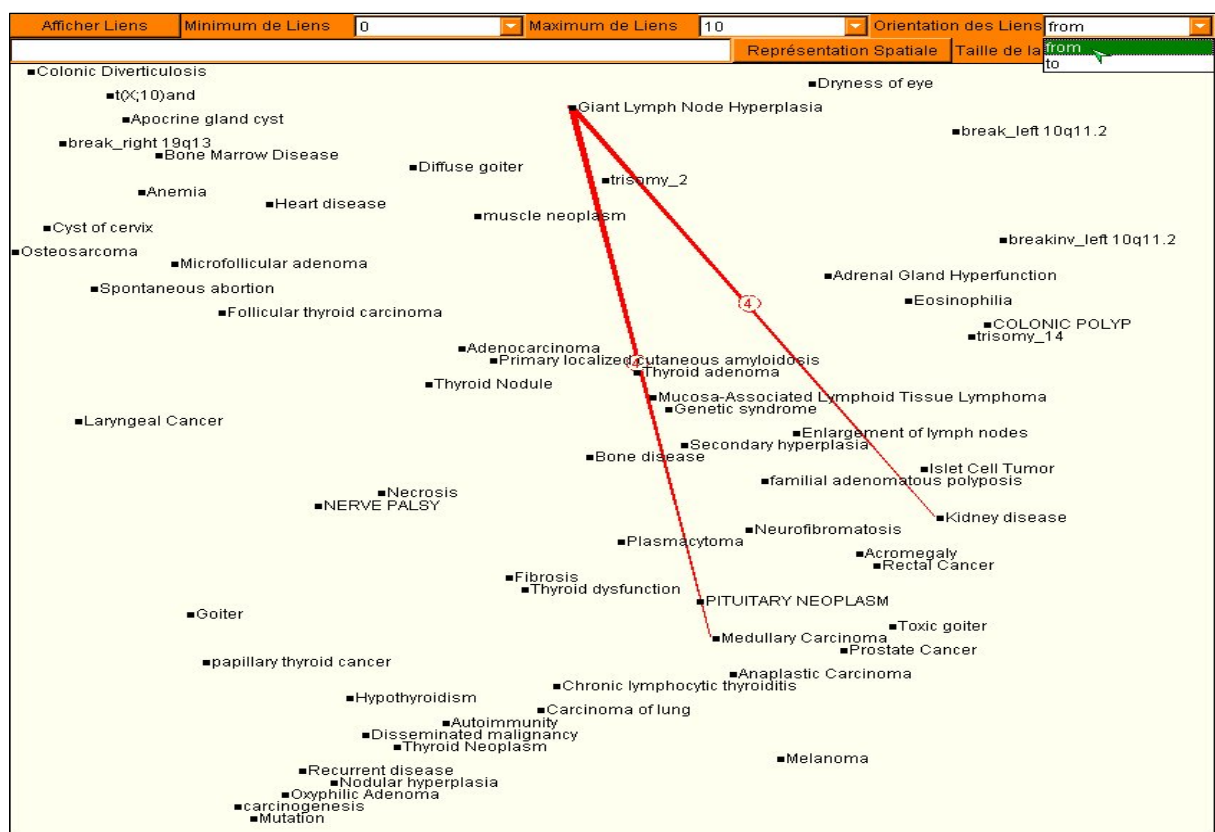 Afficher Liens Minimum de Liens 0 Maximum de Liens 10 Orientation des Liens from
Représentation Spatiale Taille de la from
to
Colonic Diverticulosis
Dryness of eye
t(X;10)and
Giant Lymph Node Hyperplasia
Apocrine gland cyst
break_left 10q11.2
break_right 19q13
Bone Marrow Disease
Diffuse goiter
trisomy_2
Anemia
Heart disease
muscle neoplasm
Cyst of cervix
breakinv_left 10q11.2
Osteosarcoma
Microfollicular adenoma
Adrenal Gland Hyperfunction
Spontaneous abortion
Eosinophilia
4
Follicular thyroid carcinoma
COLONIC POLYP
trisomy_14
Adenocarcinoma
Primary localized cutaneous amyloidosis
4
Thyroid adenoma
Thyroid Nodule
Mucosa-Associated Lymphoid Tissue Lymphoma
Genetic syndrome
Laryngeal Cancer
Enlargement of lymph nodes
Secondary hyperplasia
Bone disease
Islet Cell Tumor
familial adenomatous polyposis
Necrosis
NERVE PALSY
Kidney disease
Neurofibromatosis
Plasmacytoma
Acromegaly
Rectal Cancer
Fibrosis
Thyroid dysfunction
PITUITARY NEOPLASM
Goiter
Toxic goiter
Medullary Carcinoma
Prostate Cancer
papillary thyroid cancer
Anaplastic Carcinoma
Chronic lymphocytic thyroiditis
Hypothyroidism
Carcinoma of lung
Autoimmunity
Disseminated malignancy
Thyroid Neoplasm
Melanoma
Recurrent disease
Nodular hyperplasia
Oxyphilic Adenoma
carcinogenesis
Mutation